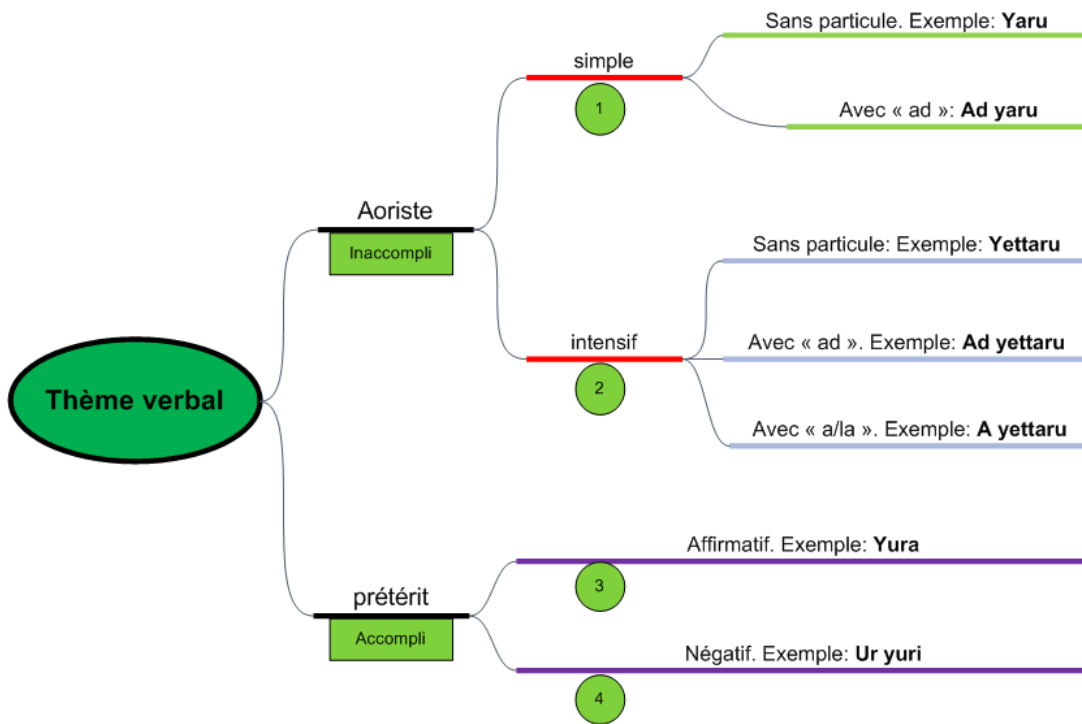 Sans particule. Exemple: Yaru
simple
1
Avec « ad »: Ad yaru
Aoriste
Inaccompli
Sans particule: Exemple: Yettaru
intensif
2
Avec « ad ». Exemple: Ad yettaru
Avec « a/la ». Exemple: A yettaru
Thème verbal
Affirmatif. Exemple: Yura
3
prétérit
Accompli
Négatif. Exemple: Ur yuri
4